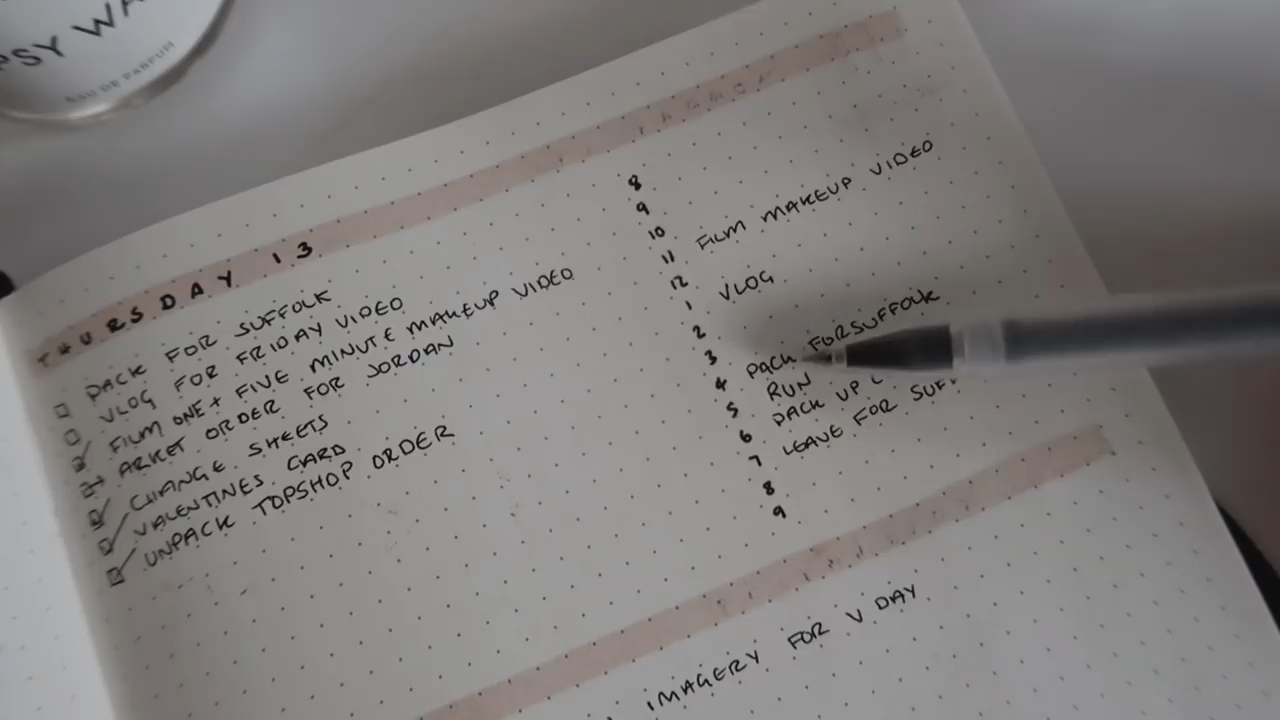 PSY WA
EAU DE PARFUM
THURSDAY 13
PACK FOR SUFFOLK
VLOG FOR FRIDAY VIDEO
FILM ONE + FIVE MINUTE MAKEUP VIDEO
ARKET ORDER FOR JORDAN
CHANGE SHEETS
VALENTINES CARD
UNPACK TOPSHOP ORDER
8
9
10
11 FILM MAKEUP VIDEO
12
1 VLOG
2
3
4 PACK FOR SUFFOLK
5 RUN
6 PACK UP
7 LEAVE FOR SUFF
8
9
IMAGERY FOR V DAY